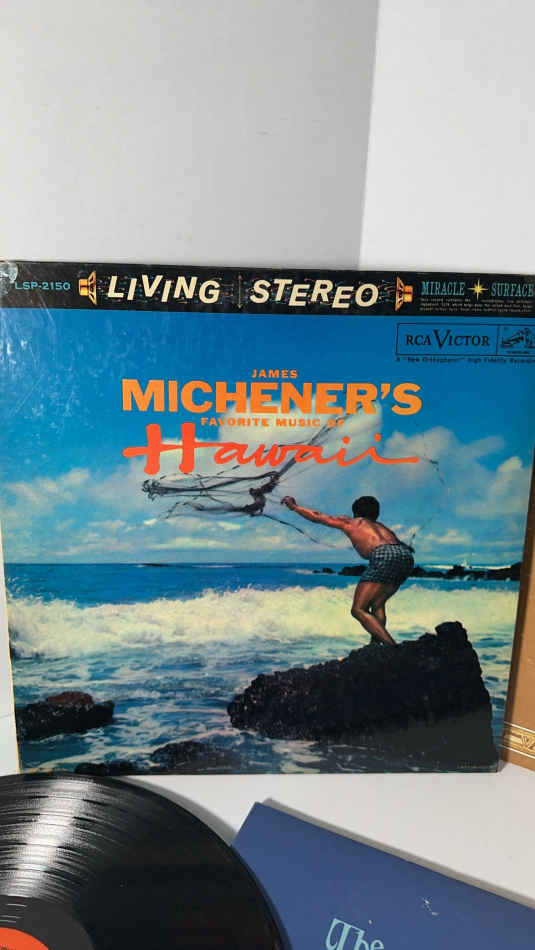 LSP-2150 LIVING STEREO MIRACLE SURFACE
RCA VICTOR
A "New Orthophonic" High Fidelity Recording
JAMES
MICHENER'S
FAVORITE MUSIC OF
Hawaii
The